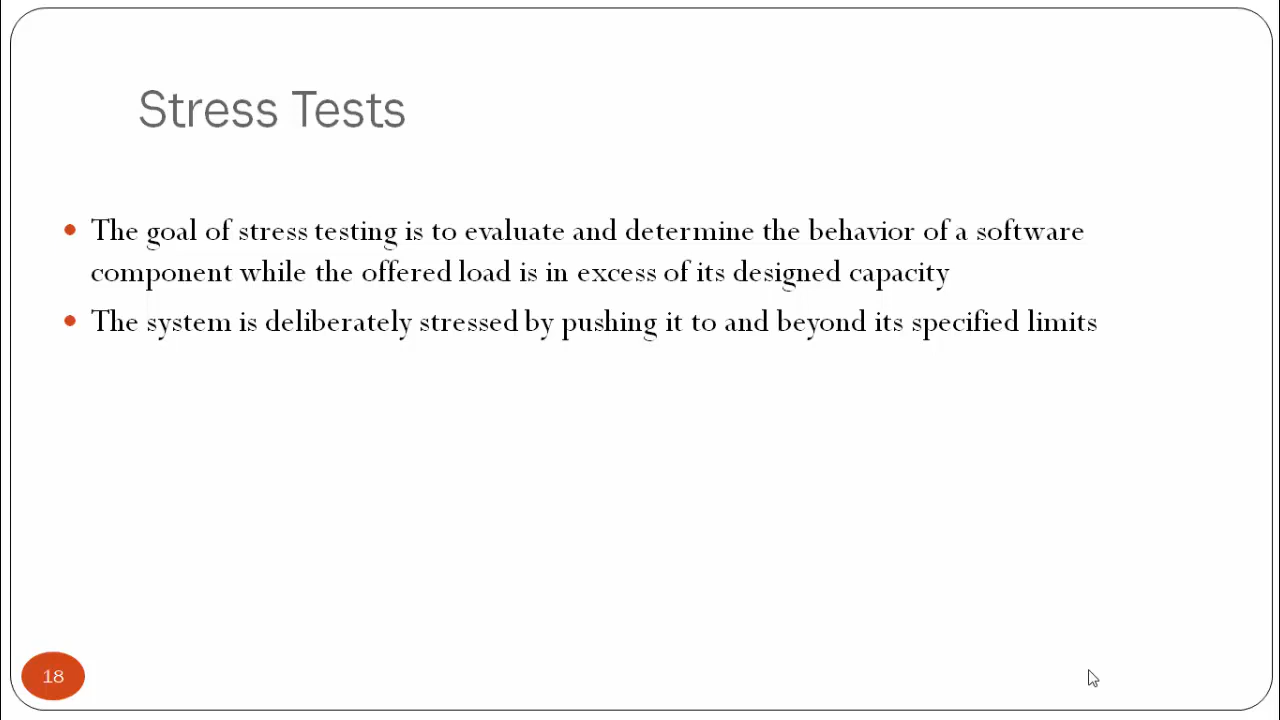 Stress Tests
The goal of stress testing is to evaluate and determine the behavior of a software
component while the offered load is in excess of its designed capacity
The system is deliberately stressed by pushing it to and beyond its specified limits
18